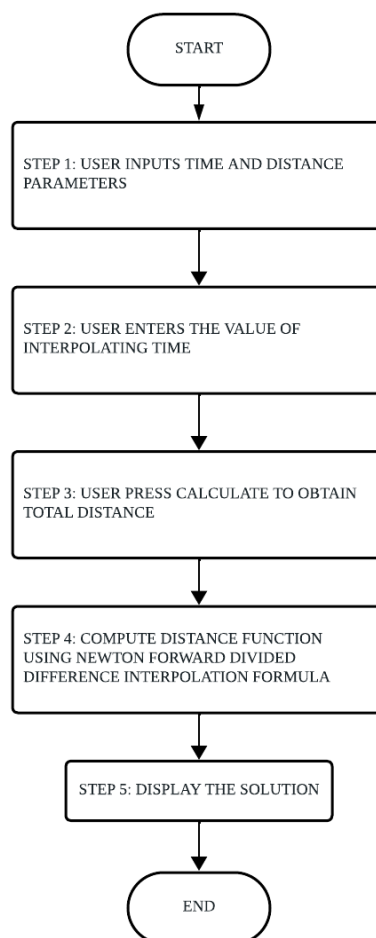 START
STEP 1: USER INPUTS TIME AND DISTANCE
PARAMETERS
STEP 2: USER ENTERS THE VALUE OF
INTERPOLATING TIME
STEP 3: USER PRESS CALCULATE TO OBTAIN
TOTAL DISTANCE
STEP 4: COMPUTE DISTANCE FUNCTION
USING NEWTON FORWARD DIVIDED
DIFFERENCE INTERPOLATION FORMULA
STEP 5: DISPLAY THE SOLUTION
END